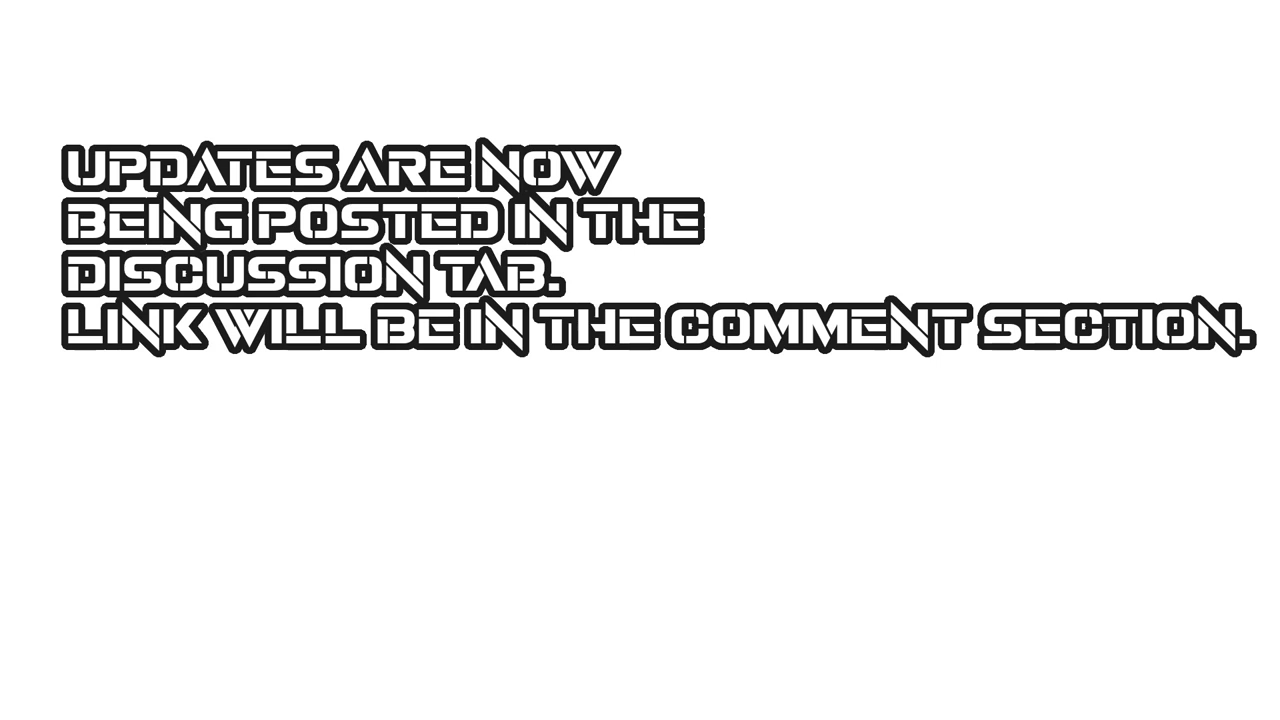 UPDATES ARE NOW
BEING POSTED IN THE
DISCUSSION TAB.
LINK WILL BE IN THE COMMENT SECTION.